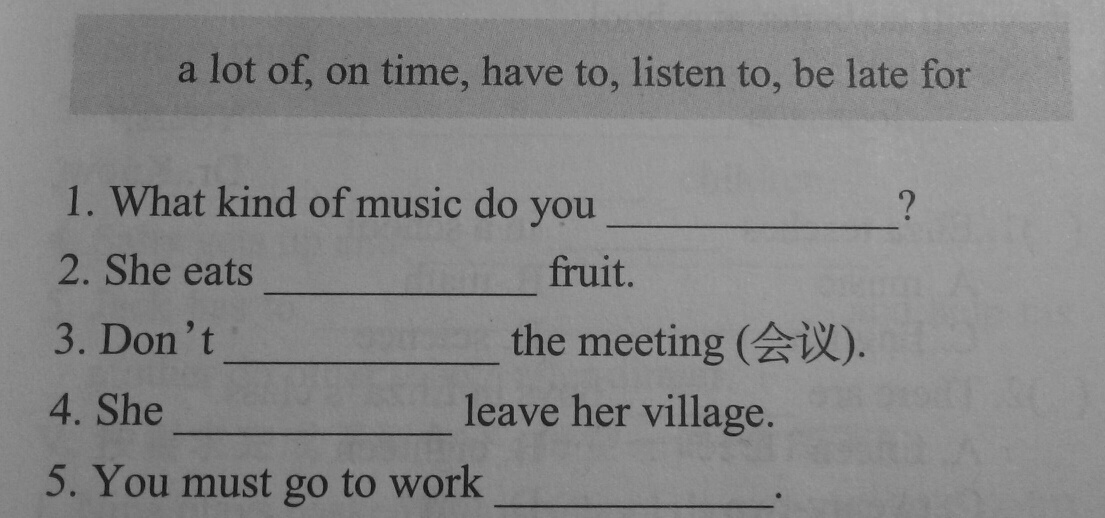 a lot of, on time, have to, listen to, be late for
1. What kind of music do you ____________?
2. She eats ____________ fruit.
3. Don't ____________ the meeting (会议).
4. She ____________ leave her village.
5. You must go to work ____________.